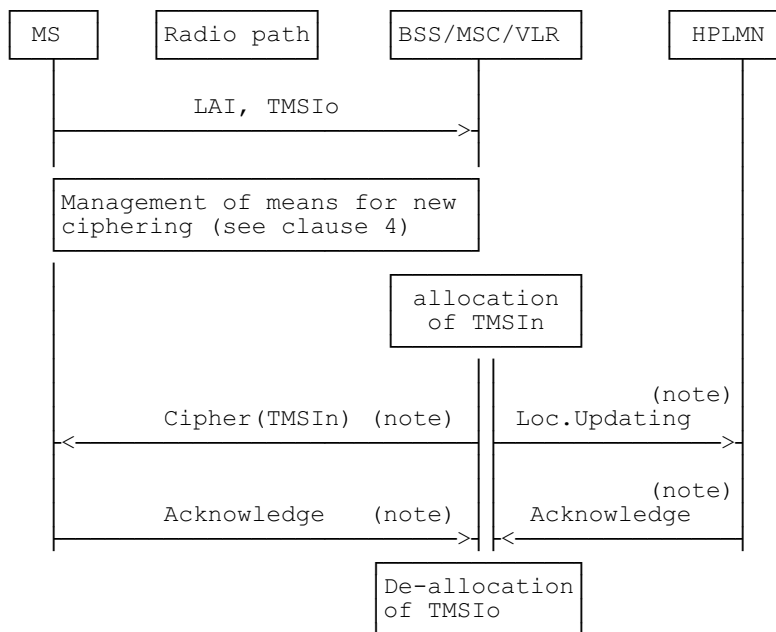 MS Radio path BSS/MSC/VLR HPLMN
LAI, TMSIo
Management of means for new
ciphering (see clause 4)
allocation
of TMSIn
(note)
Cipher(TMSIn) (note) Loc.Updating
(note)
Acknowledge (note) Acknowledge
De-allocation
of TMSIo